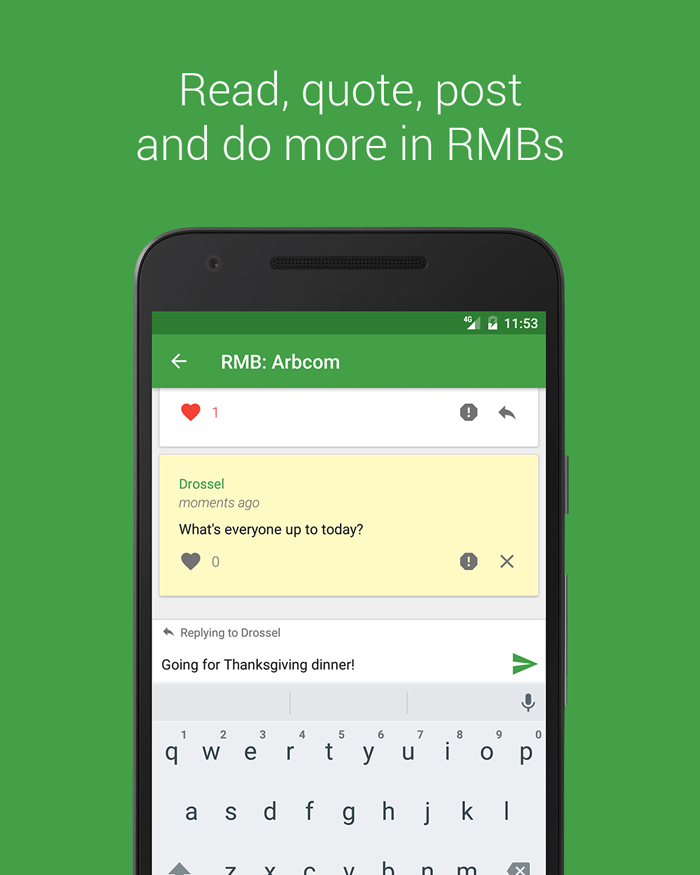 Read, quote, post
and do more in RMBs
4G 11:53
RMB: Arbcom
1
Drossel
moments ago
What's everyone up to today?
0
Replying to Drossel
Going for Thanksgiving dinner!
1 2 3 4 5 6 7 8 9 0
q w e r t y u i o p
a s d f g h j k l
z x c v b n m